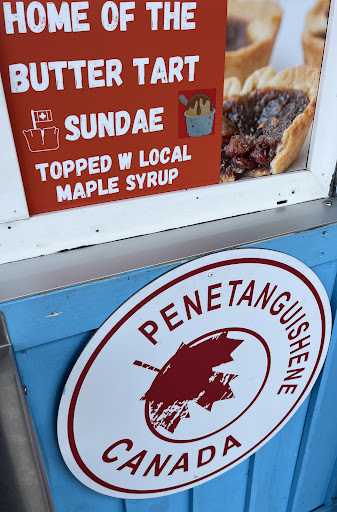 HOME OF THE
BUTTER TART
SUNDAE
TOPPED W LOCAL
MAPLE SYRUP
PENETANGUISHENE
CANADA